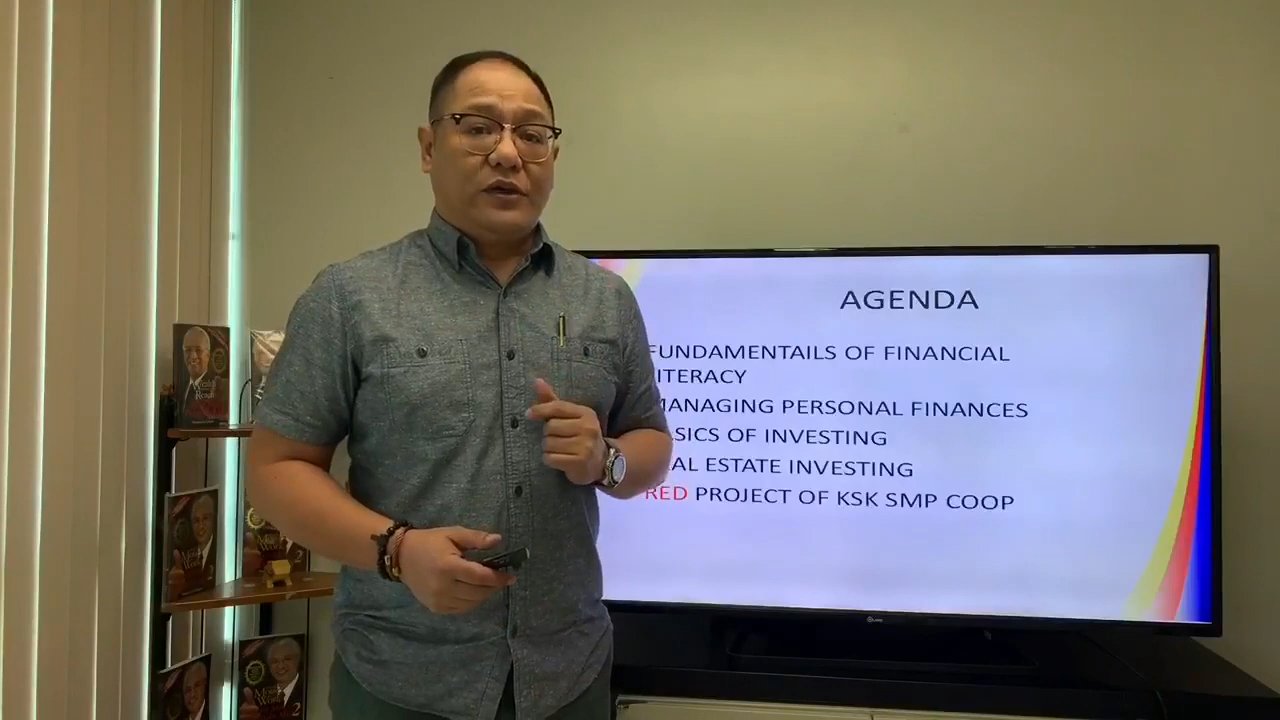 AGENDA
FUNDAMENTAILS OF FINANCIAL
ITERACY
MANAGING PERSONAL FINANCES
SICS OF INVESTING
AL ESTATE INVESTING
RED PROJECT OF KSK SMP COOP